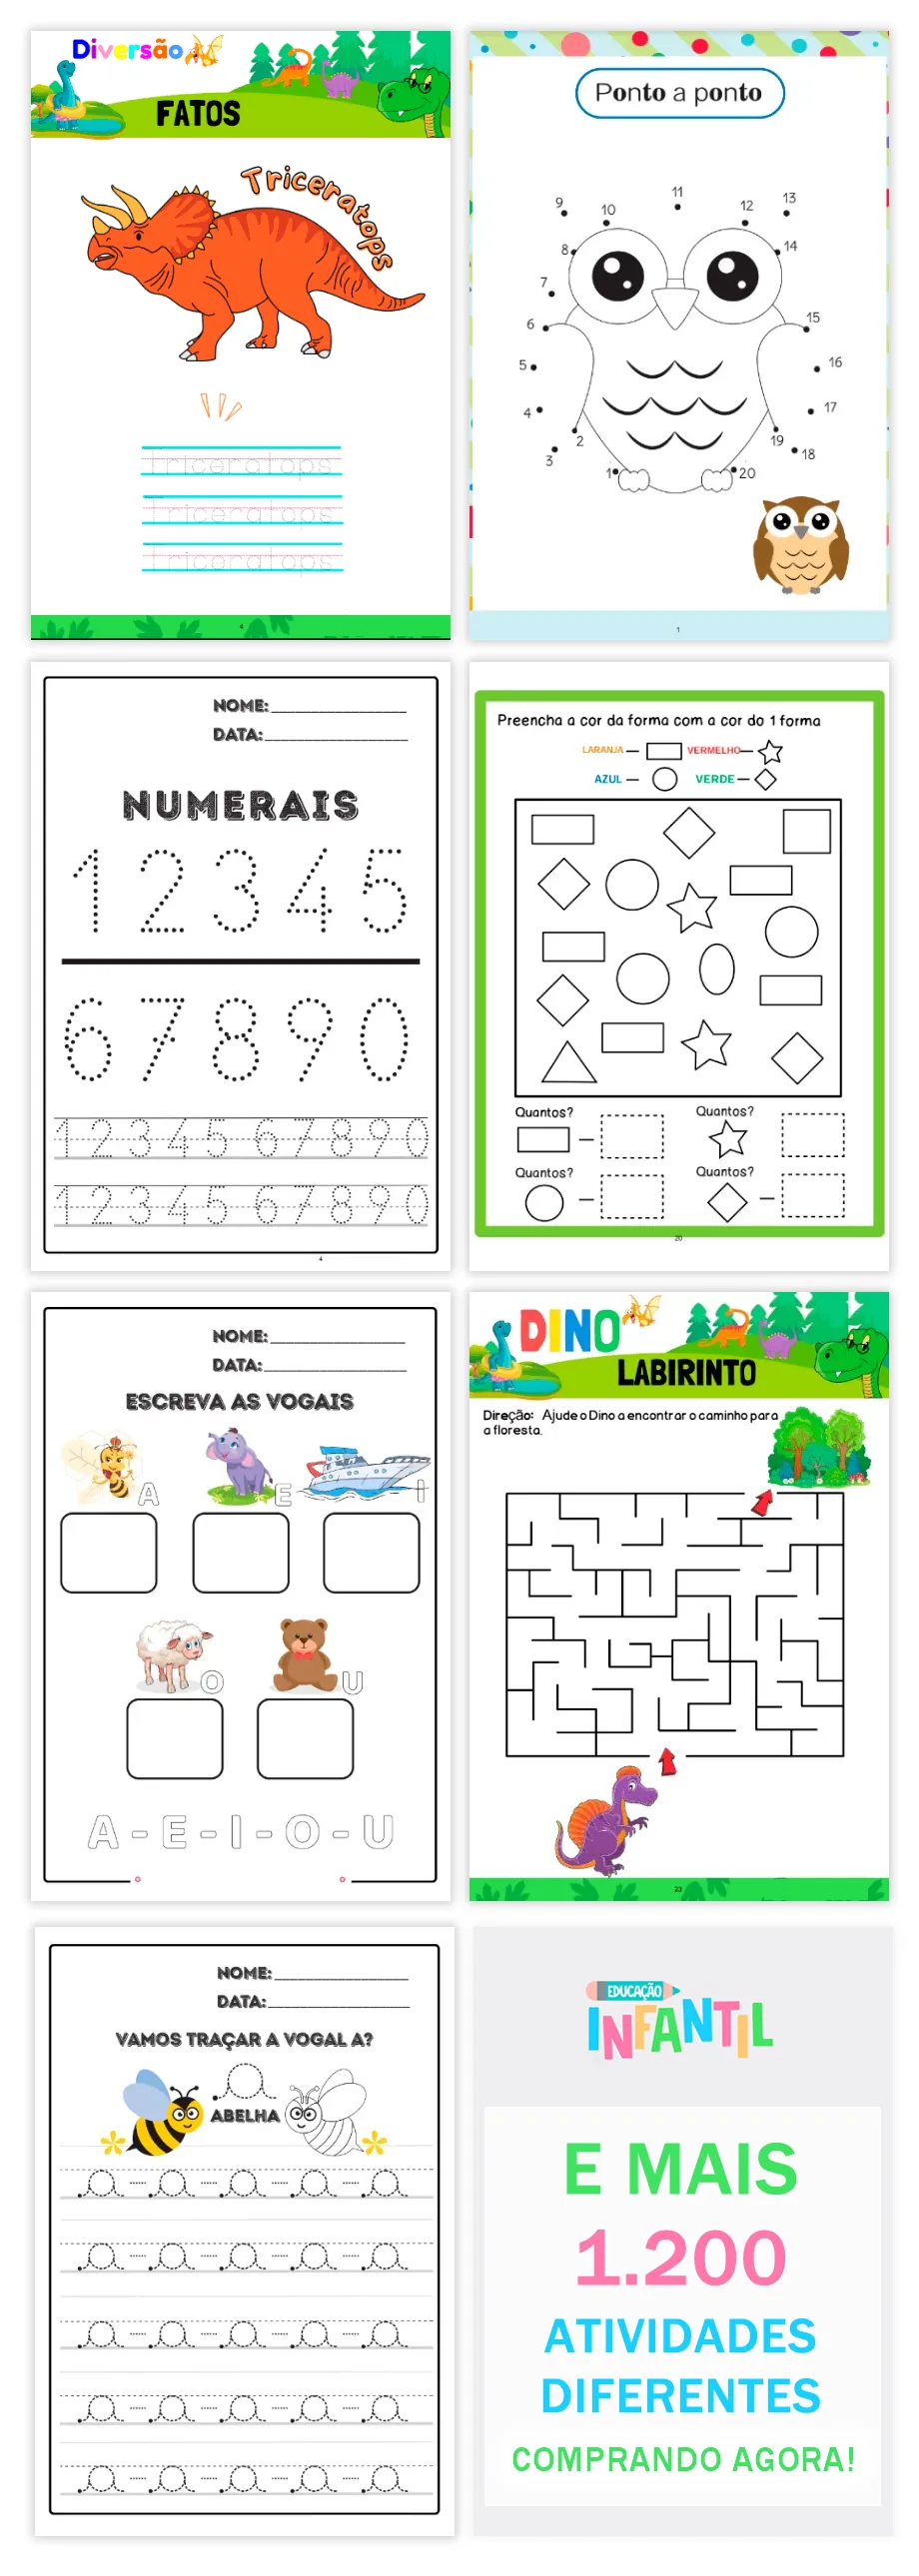 Diversão
FATOS
Triceratops
Triceratops
Triceratops
Triceratops
4
Ponto a ponto
9
10
11
12
13
8
14
7
6
15
5
16
4
17
3
2
19
18
1
20
1
NOME:
DATA:
NUMERAIS
1 2 3 4 5
6 7 8 9 0
1 2 3 4 5 6 7 8 9 0
1 2 3 4 5 6 7 8 9 0
4
Preencha a cor da forma com a cor do 1 forma
LARANJA — VERMELHO—
AZUL — VERDE —
Quantos? Quantos?
Quantos? Quantos?
20
NOME:
DATA:
ESCREVA AS VOGAIS
A E I
O U
A - E - I - O - U
DINO
LABIRINTO
Direção: Ajude o Dino a encontrar o caminho para
a floresta.
23
NOME:
DATA:
VAMOS TRAÇAR A VOGAL A?
a
ABELHA
a a a a a
a a a a a
a a a a a
a a a a a
a a a a a
EDUCAÇÃO
INFANTIL
E MAIS
1.200
ATIVIDADES
DIFERENTES
COMPRANDO AGORA!